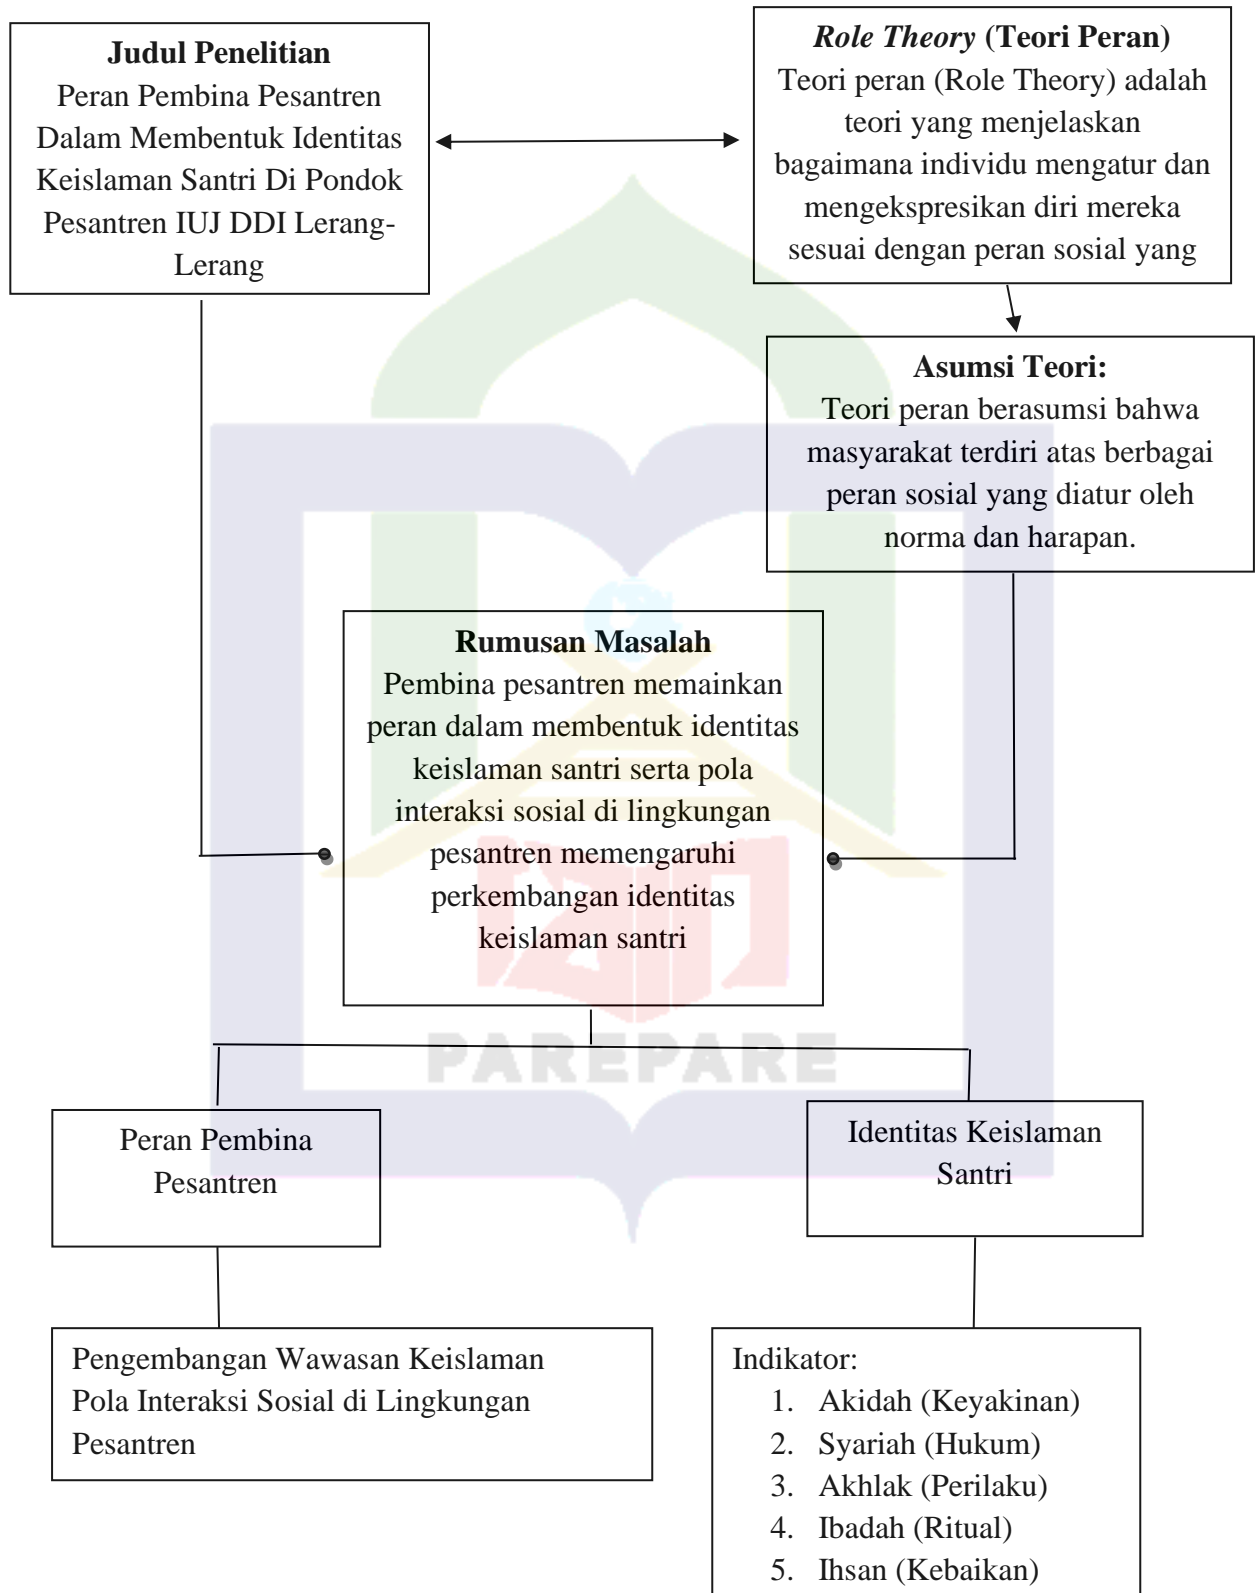 Judul Penelitian
Peran Pembina Pesantren
Dalam Membentuk Identitas
Keislaman Santri Di Pondok
Pesantren IUJ DDI Lerang-
Lerang
Role Theory (Teori Peran)
Teori peran (Role Theory) adalah
teori yang menjelaskan
bagaimana individu mengatur dan
mengekspresikan diri mereka
sesuai dengan peran sosial yang
Asumsi Teori:
Teori peran berasumsi bahwa
masyarakat terdiri atas berbagai
peran sosial yang diatur oleh
norma dan harapan.
Rumusan Masalah
Pembina pesantren memainkan
peran dalam membentuk identitas
keislaman santri serta pola
interaksi sosial di lingkungan
pesantren memengaruhi
perkembangan identitas
keislaman santri
PAREPARE
Peran Pembina
Pesantren
Identitas Keislaman
Santri
Pengembangan Wawasan Keislaman
Pola Interaksi Sosial di Lingkungan
Pesantren
Indikator:
1. Akidah (Keyakinan)
2. Syariah (Hukum)
3. Akhlak (Perilaku)
4. Ibadah (Ritual)
5. Ihsan (Kebaikan)